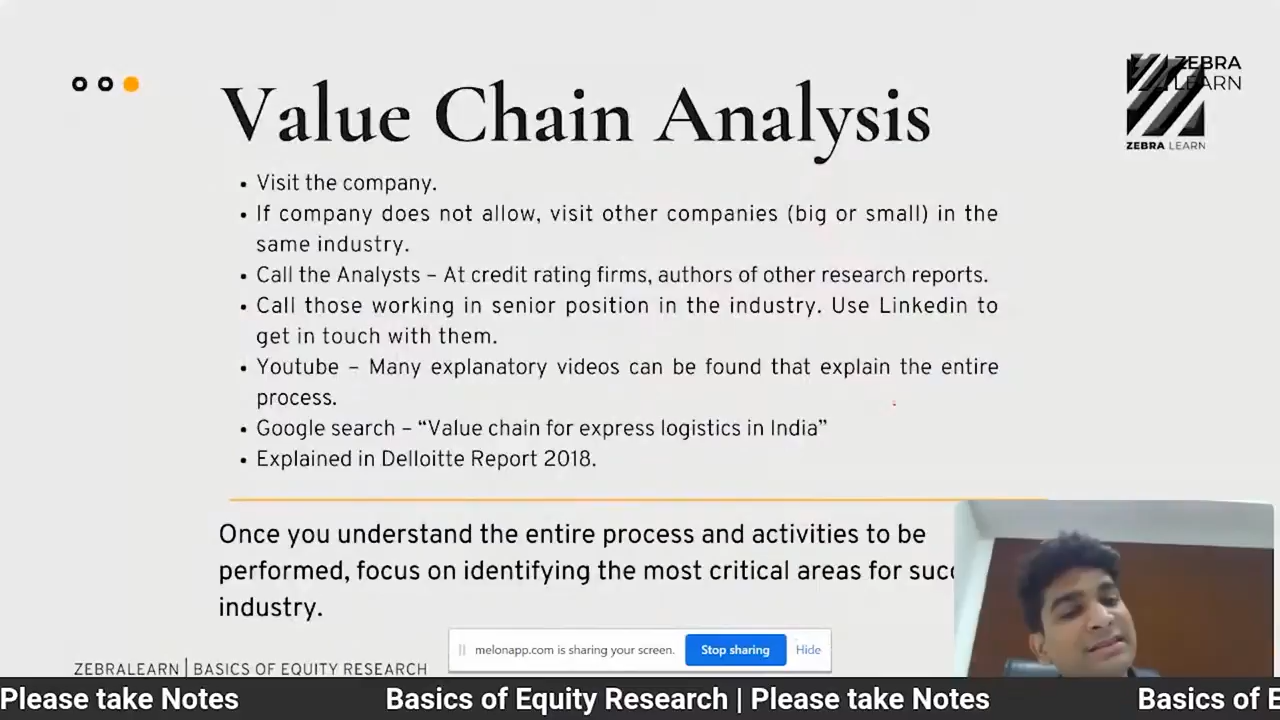 ZEBRA
LEARN
Value Chain Analysis
ZEBRA LEARN
• Visit the company.
• If company does not allow, visit other companies (big or small) in the
same industry.
• Call the Analysts – At credit rating firms, authors of other research reports.
• Call those working in senior position in the industry. Use Linkedin to
get in touch with them.
• Youtube – Many explanatory videos can be found that explain the entire
process.
• Google search – “Value chain for express logistics in India”
• Explained in Delloitte Report 2018.
Once you understand the entire process and activities to be
performed, focus on identifying the most critical areas for succ
industry.
melonapp.com is sharing your screen. Stop sharing Hide
ZEBRALEARN | BASICS OF EQUITY RESEARCH
Please take Notes Basics of Equity Research | Please take Notes Basics of E